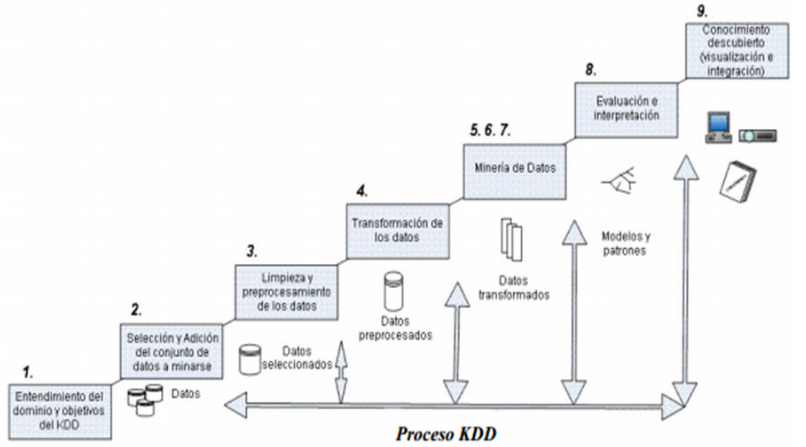 9.
Conocimiento
descubierto
(visualización e
integración)
8.
Evaluación e
interpretación
5. 6. 7.
Minería de Datos
4.
Transformación de
los datos
Modelos y
patrones
3.
Limpieza y
preprocesamiento
de los datos
Datos
transformados
2.
Selección y Adición
del conjunto de
datos a minarse
Datos
preprocesados
Datos
seleccionados
1.
Entendimiento del
dominio y objetivos
del KDD
Datos
Proceso KDD